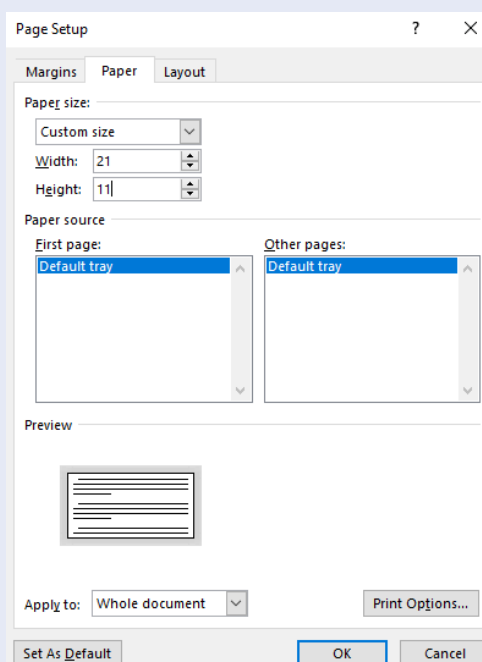 Page Setup ?
Margins Paper Layout
Paper size:
Custom size
Width: 21
Height: 11
Paper source
First page: Other pages:
Default tray Default tray
Preview
Apply to: Whole document Print Options...
Set As Default OK Cancel